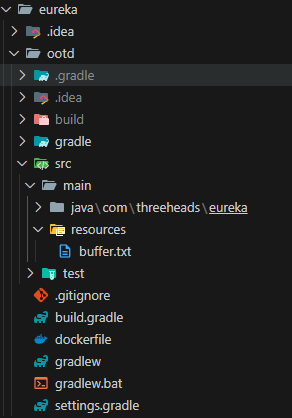 eureka
.idea
ootd
.gradle
.idea
build
gradle
src
main
java\com\threeheads\eureka
resources
buffer.txt
test
.gitignore
build.gradle
dockerfile
gradlew
gradlew.bat
settings.gradle